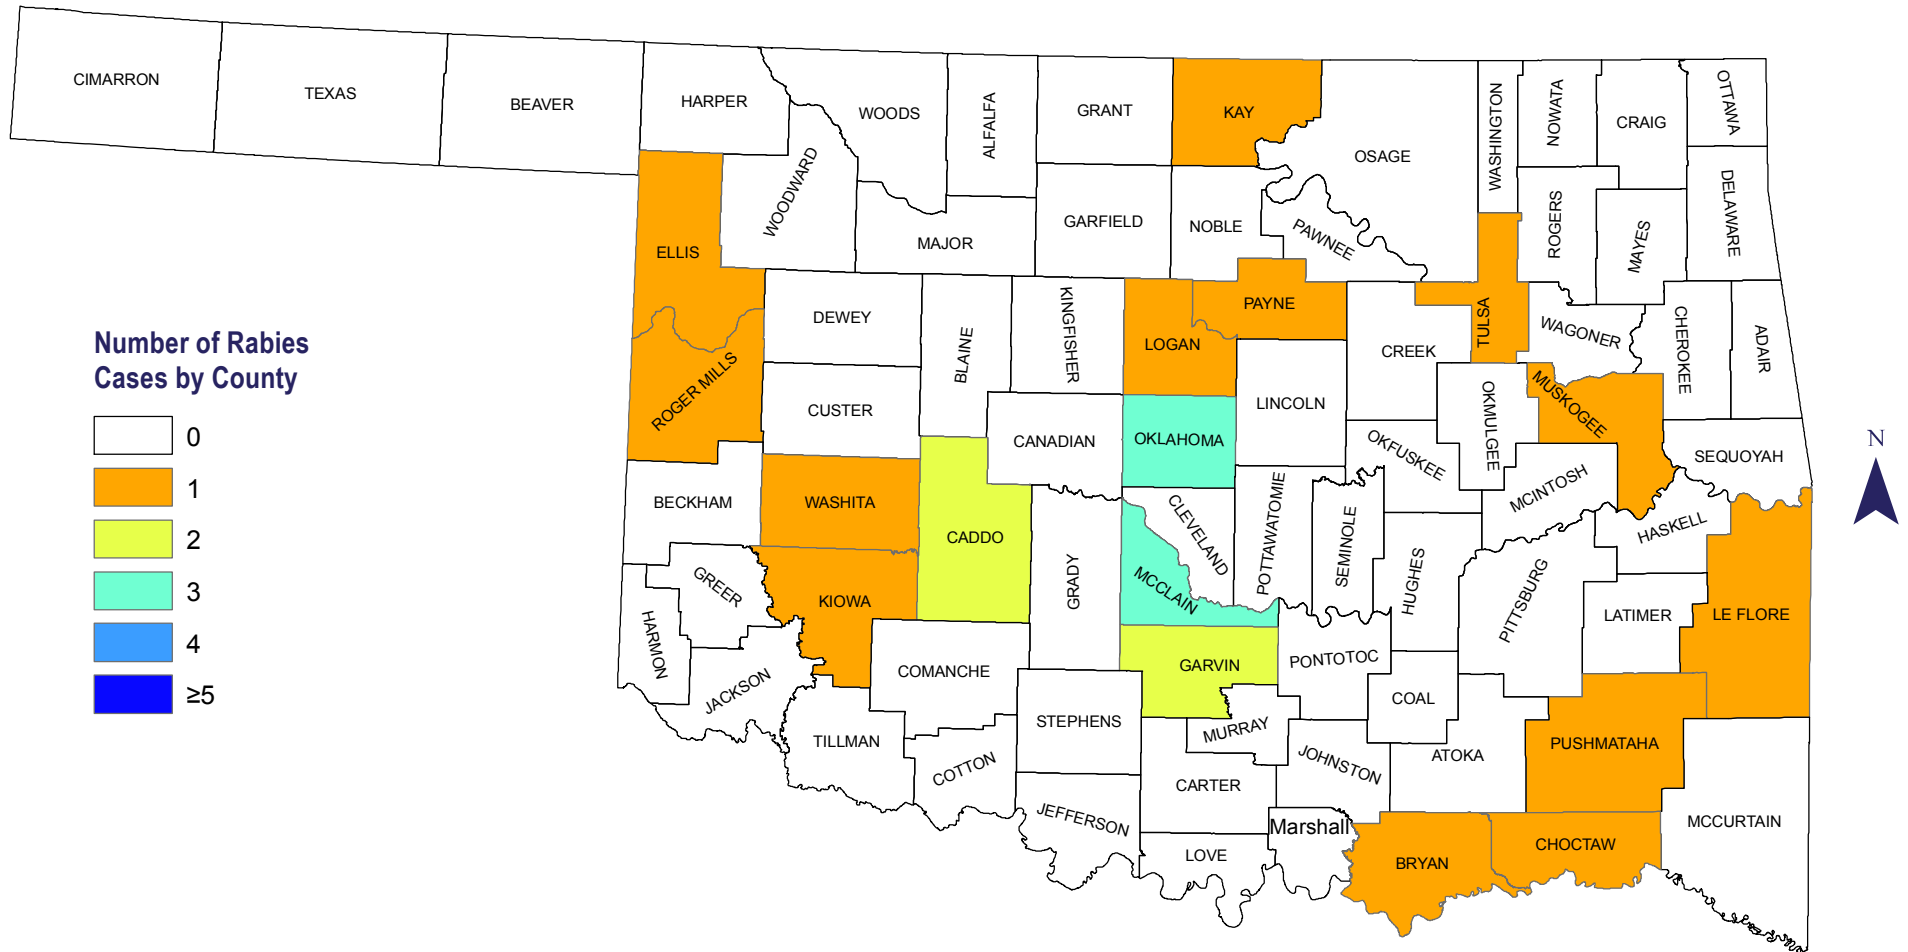 CIMARRON
TEXAS
BEAVER
HARPER
WOODS
ALFALFA
GRANT
KAY
OSAGE
WASHINGTON
NOWATA
CRAIG
OTTAWA
WOODWARD
ELLIS
MAJOR
GARFIELD
NOBLE
PAWNEE
ROGERS
MAYES
DELAWARE
DEWEY
BLAINE
KINGFISHER
LOGAN
PAYNE
CREEK
TULSA
WAGONER
CHEROKEE
ADAIR
Number of Rabies
Cases by County
0
1
2
3
4
≥5
ROGER MILLS
CUSTER
CANADIAN
OKLAHOMA
LINCOLN
OKFUSKEE
OKMULGEE
MUSKOGEE
SEQUOYAH
N
BECKHAM
WASHITA
CADDO
GRADY
CLEVELAND
MCCLAIN
POTTAWATOMIE
SEMINOLE
HUGHES
MCINTOSH
HASKELL
PITTSBURG
LATIMER
LE FLORE
GREER
HARMON
KIOWA
JACKSON
COMANCHE
GARVIN
PONTOTOC
COAL
TILLMAN
COTTON
STEPHENS
MURRAY
JOHNSTON
ATOKA
PUSHMATAHA
CARTER
JEFFERSON
LOVE
Marshall
BRYAN
CHOCTAW
MCCURTAIN